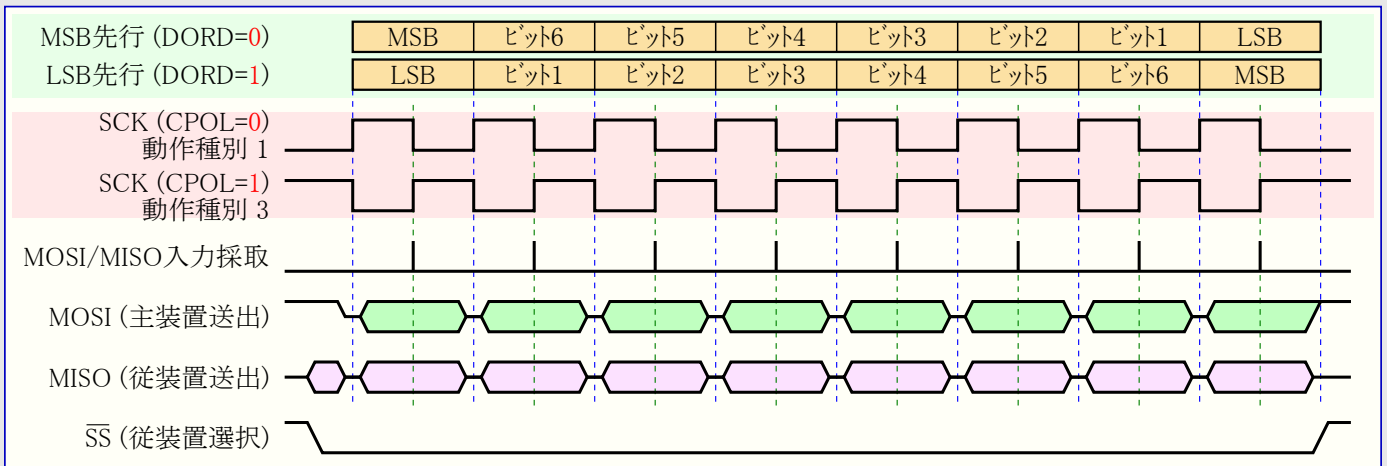 MSB先行 (DORD=0) MSB ビット6 ビット5 ビット4 ビット3 ビット2 ビット1 LSB
LSB先行 (DORD=1) LSB ビット1 ビット2 ビット3 ビット4 ビット5 ビット6 MSB
SCK (CPOL=0)
動作種別 1
SCK (CPOL=1)
動作種別 3
MOSI/MISO入力採取
MOSI (主装置送出)
MISO (従装置送出)
S̅S̅ (従装置選択)